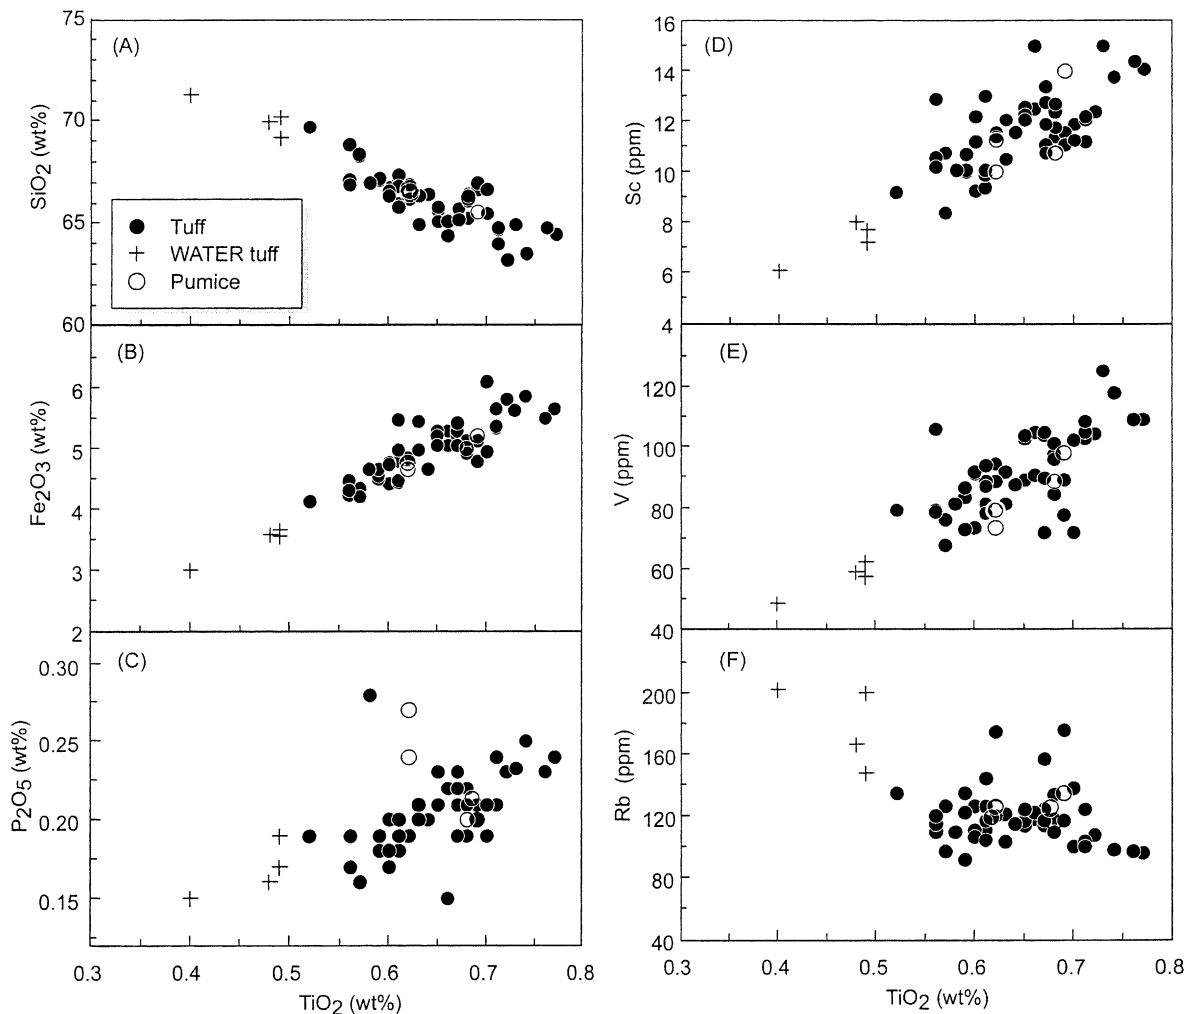 75
70
65
60
SiO2 (wt%)
(A)
Tuff
WATER tuff
Pumice
6
5
4
3
2
Fe2O3 (wt%)
(B)
0.30
0.25
0.20
0.15
P2O5 (wt%)
(C)
0.3 0.4 0.5 0.6 0.7 0.8
TiO2 (wt%)
16
14
12
10
8
6
4
Sc (ppm)
(D)
120
100
80
60
40
V (ppm)
(E)
200
160
120
80
40
Rb (ppm)
(F)
0.3 0.4 0.5 0.6 0.7 0.8
TiO2 (wt%)